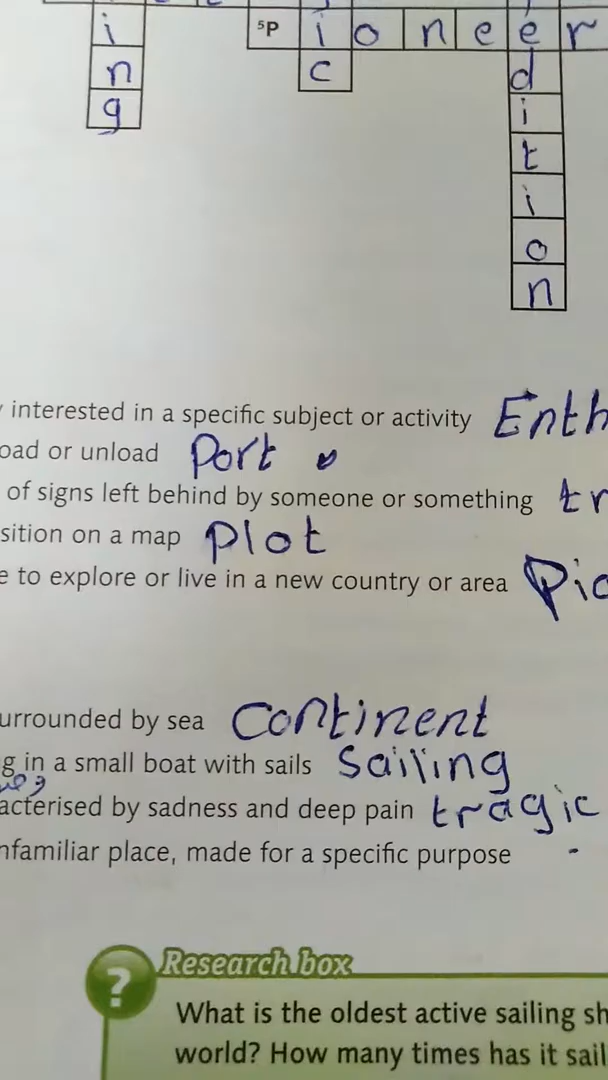 i 5P i o n e e r
n c d
g i
t
i
o
n
interested in a specific subject or activity Enth
oad or unload Port
of signs left behind by someone or something tr
sition on a map plot
e to explore or live in a new country or area Pio
urrounded by sea continent
g in a small boat with sails sailing
acterised by sadness and deep pain tragic
nfamiliar place, made for a specific purpose -
? Research box
What is the oldest active sailing sh
world? How many times has it sail